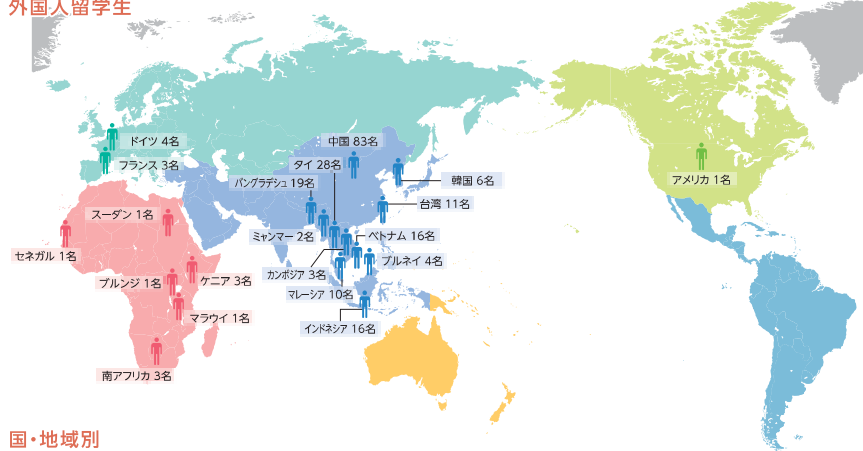 外国人留学生
ドイツ 4名
フランス 3名
中国 83名
タイ 28名
バングラデシュ 19名
韓国 6名
台湾 11名
アメリカ 1名
スーダン 1名
ミャンマー 2名
ベトナム 16名
セネガル 1名
カンボジア 3名
ブルネイ 4名
ブルンジ 1名
ケニア 3名
マレーシア 10名
マラウイ 1名
インドネシア 16名
南アフリカ 3名
国・地域別